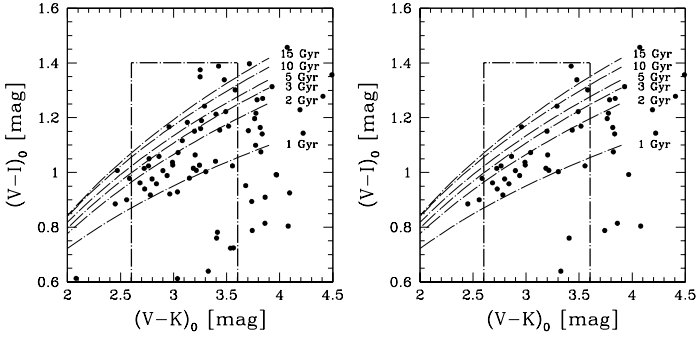 1.6
1.4
1.2
1
0.8
0.6
(V−I)₀ [mag]
15 Gyr
10 Gyr
5 Gyr
3 Gyr
2 Gyr
1 Gyr
2
2.5
3
3.5
4
4.5
(V−K)₀ [mag]
1.6
1.4
1.2
1
0.8
0.6
(V−I)₀ [mag]
15 Gyr
10 Gyr
5 Gyr
3 Gyr
2 Gyr
1 Gyr
2
2.5
3
3.5
4
4.5
(V−K)₀ [mag]